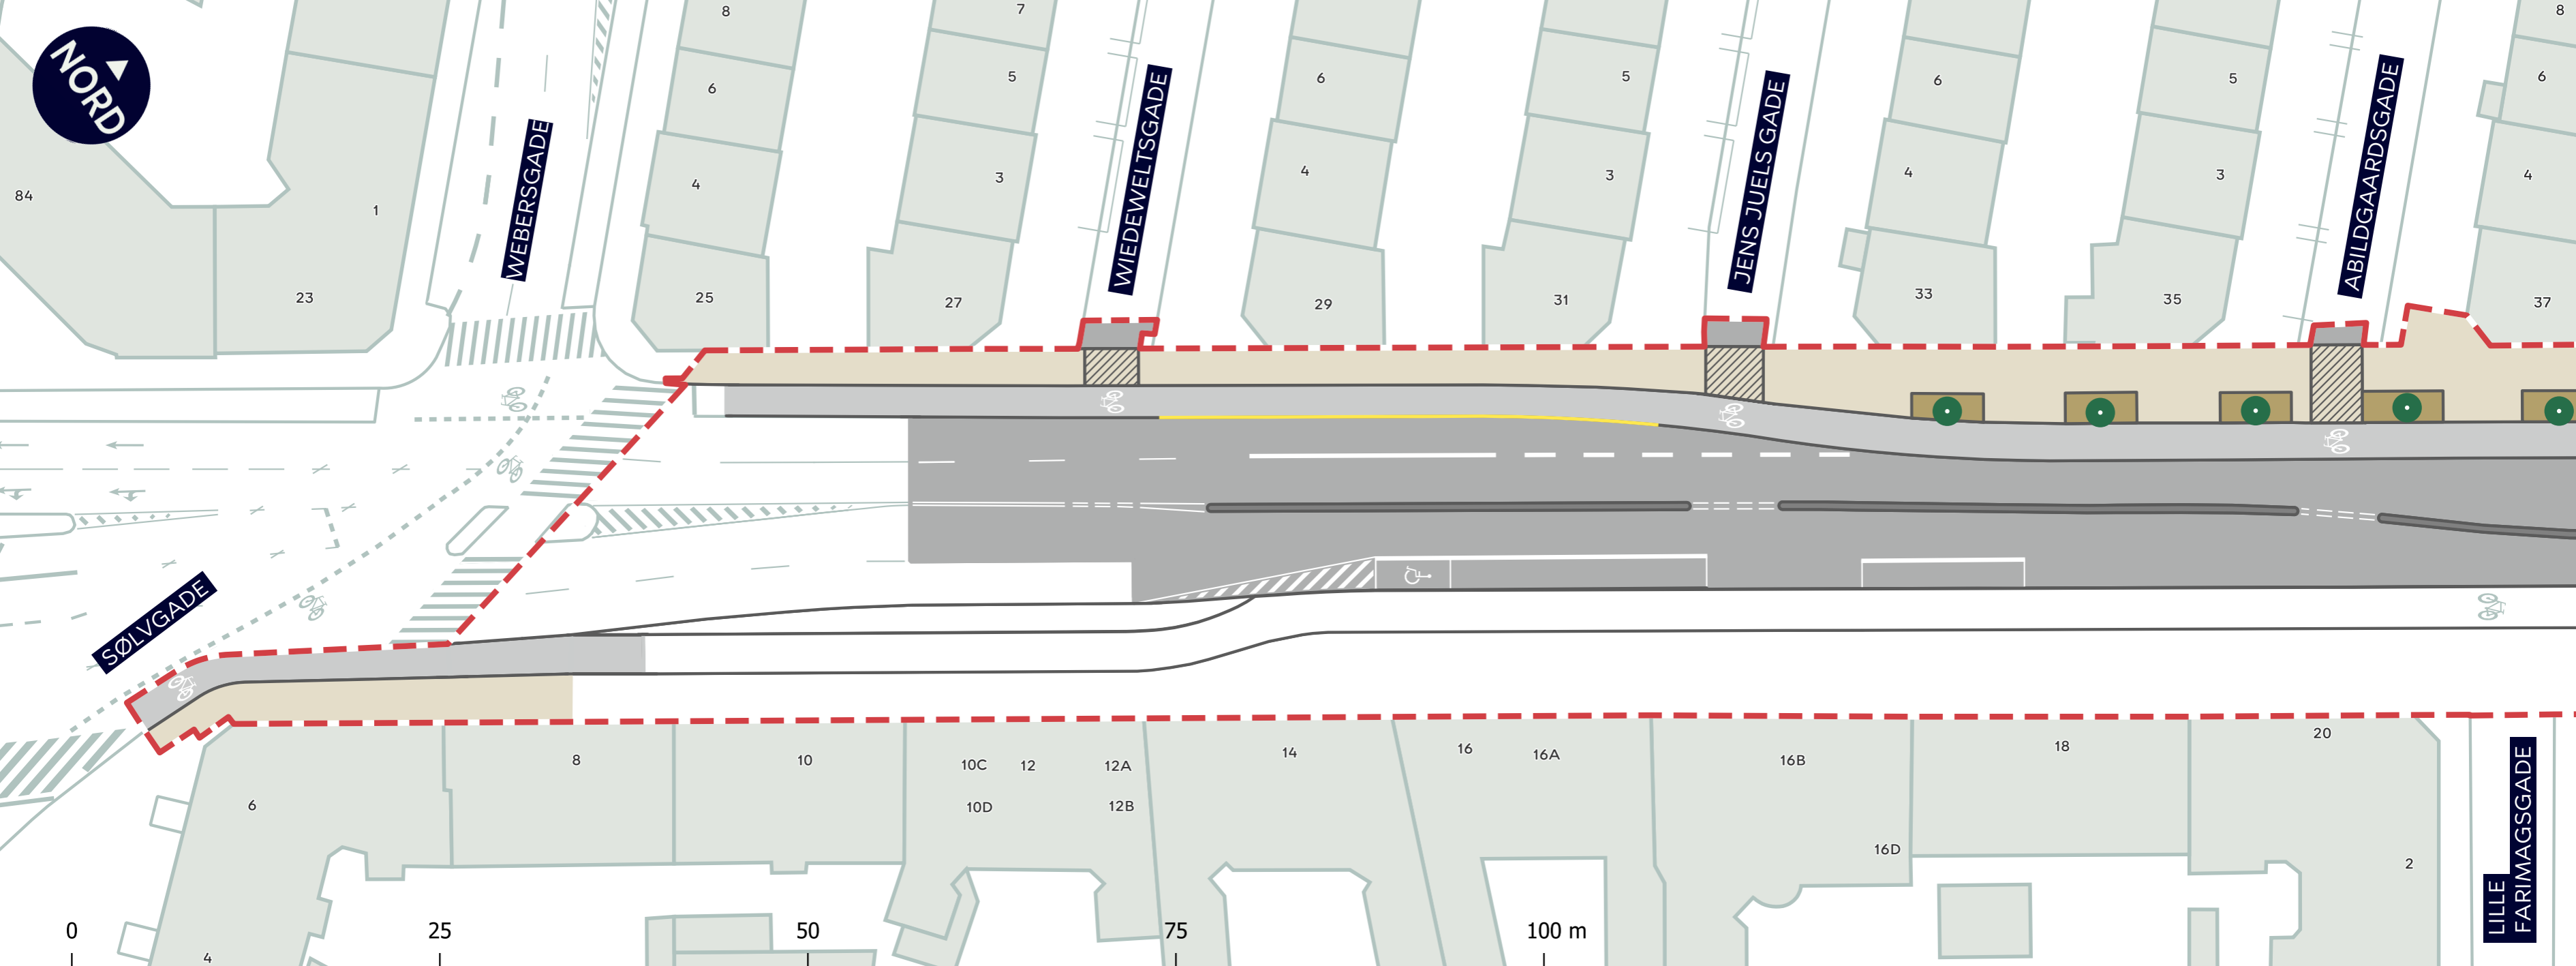 NORD
8
7
8
6
5
6
5
6
5
6
84
1
4
3
4
3
4
3
4
WEBERSGADE
WIEDEWELTSGADE
JENS JUELS GADE
ABILDGAARDSGADE
23
25
27
29
31
33
35
37
SØLVGADE
6
8
10
10C
12
12A
10D
12B
14
16
16A
16B
16D
18
20
2
4
LILLE
FARIMAGSGADE
0
25
50
75
100 m